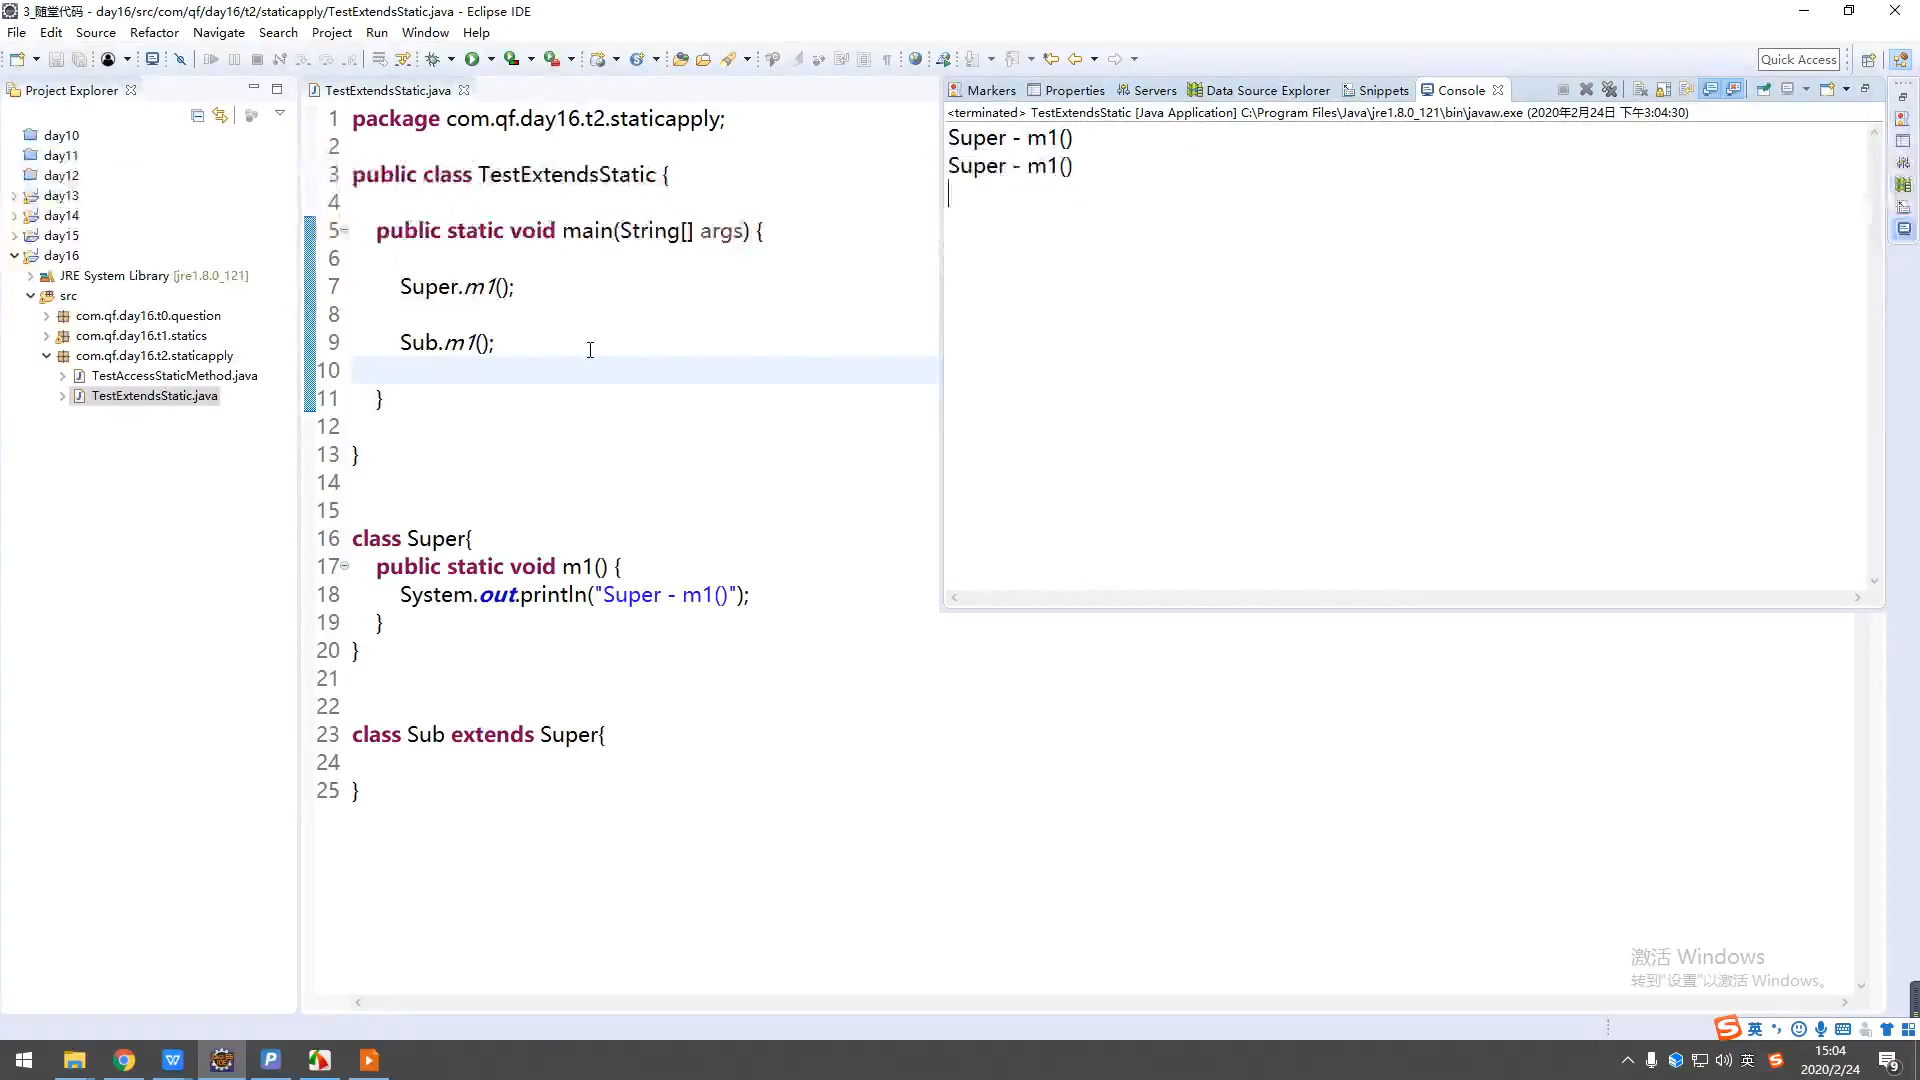 3_随堂代码 - day16/src/com/qf/day16/t2/staticapply/TestExtendsStatic.java - Eclipse IDE
File Edit Source Refactor Navigate Search Project Run Window Help
Quick Access
Project Explorer
day10
day11
day12
day13
day14
day15
day16
JRE System Library [jre1.8.0_121]
src
com.qf.day16.t0.question
com.qf.day16.t1.statics
com.qf.day16.t2.staticapply
TestAccessStaticMethod.java
TestExtendsStatic.java
TestExtendsStatic.java
1 package com.qf.day16.t2.staticapply;
2
3 public class TestExtendsStatic {
4
5 public static void main(String[] args) {
6
7 Super.m1();
8
9 Sub.m1();
10
11 }
12
13 }
14
15
16 class Super{
17 public static void m1() {
18 System.out.println("Super - m1()");
19 }
20 }
21
22
23 class Sub extends Super{
24
25 }
Markers Properties Servers Data Source Explorer Snippets Console
<terminated> TestExtendsStatic [Java Application] C:\Program Files\Java\jre1.8.0_121\bin\javaw.exe (2020年2月24日 下午3:04:30)
Super - m1()
Super - m1()
激活 Windows
转到"设置"以激活 Windows。
英
英
15:04
2020/2/24
9